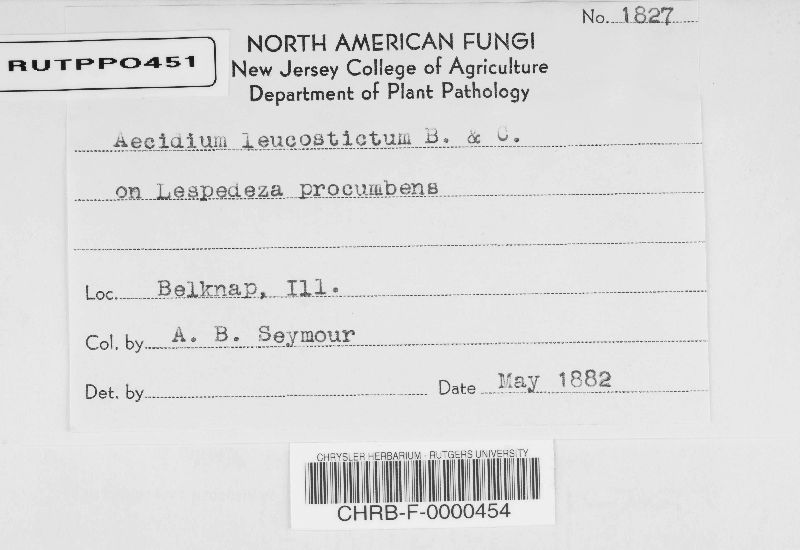 No. 1827
RUTPP0451
NORTH AMERICAN FUNGI
New Jersey College of Agriculture
Department of Plant Pathology
Aecidium leucostictum B. & C.
on Lespedeza procumbens
Loc. Belknap, Ill.
Col. by A. B. Seymour
Det. by
Date May 1882
CHRYSLER HERBARIUM - RUTGERS UNIVERSITY
CHRB-F-0000454